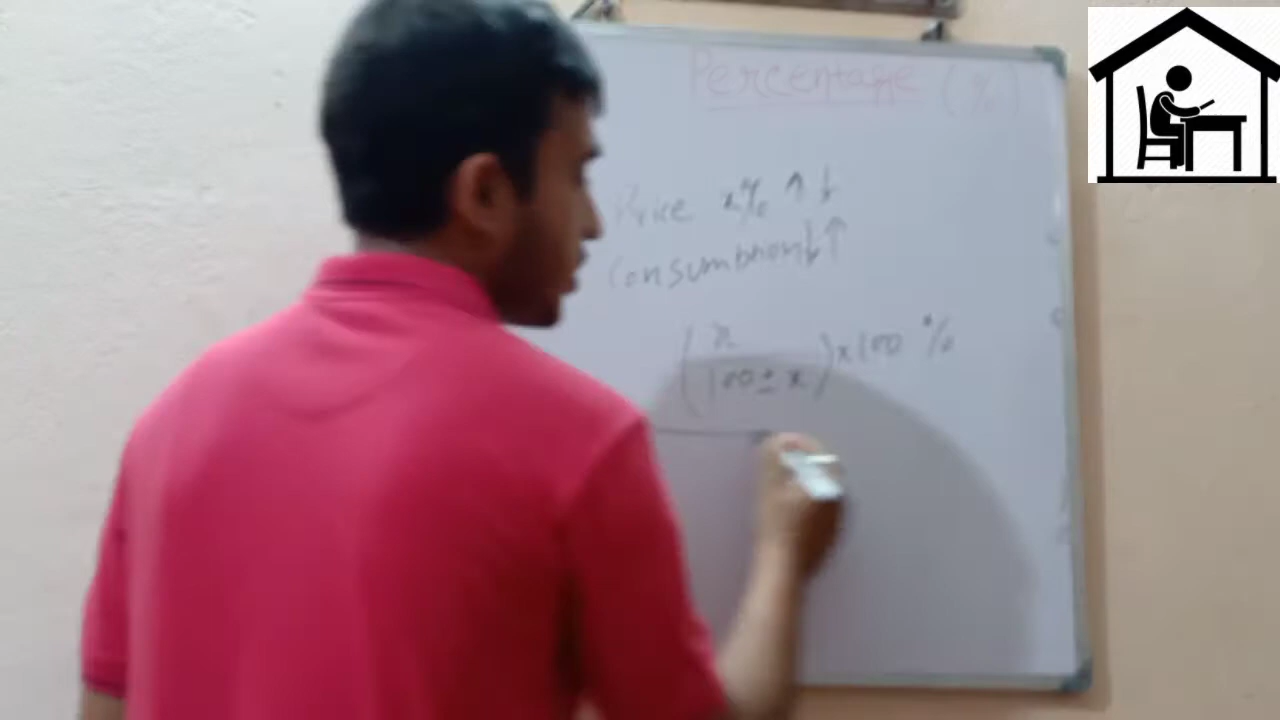 Percentage (%)
Price x% ↑ ↓
Consumption ↓ ↑
(x / 100 ± x) x 100 %